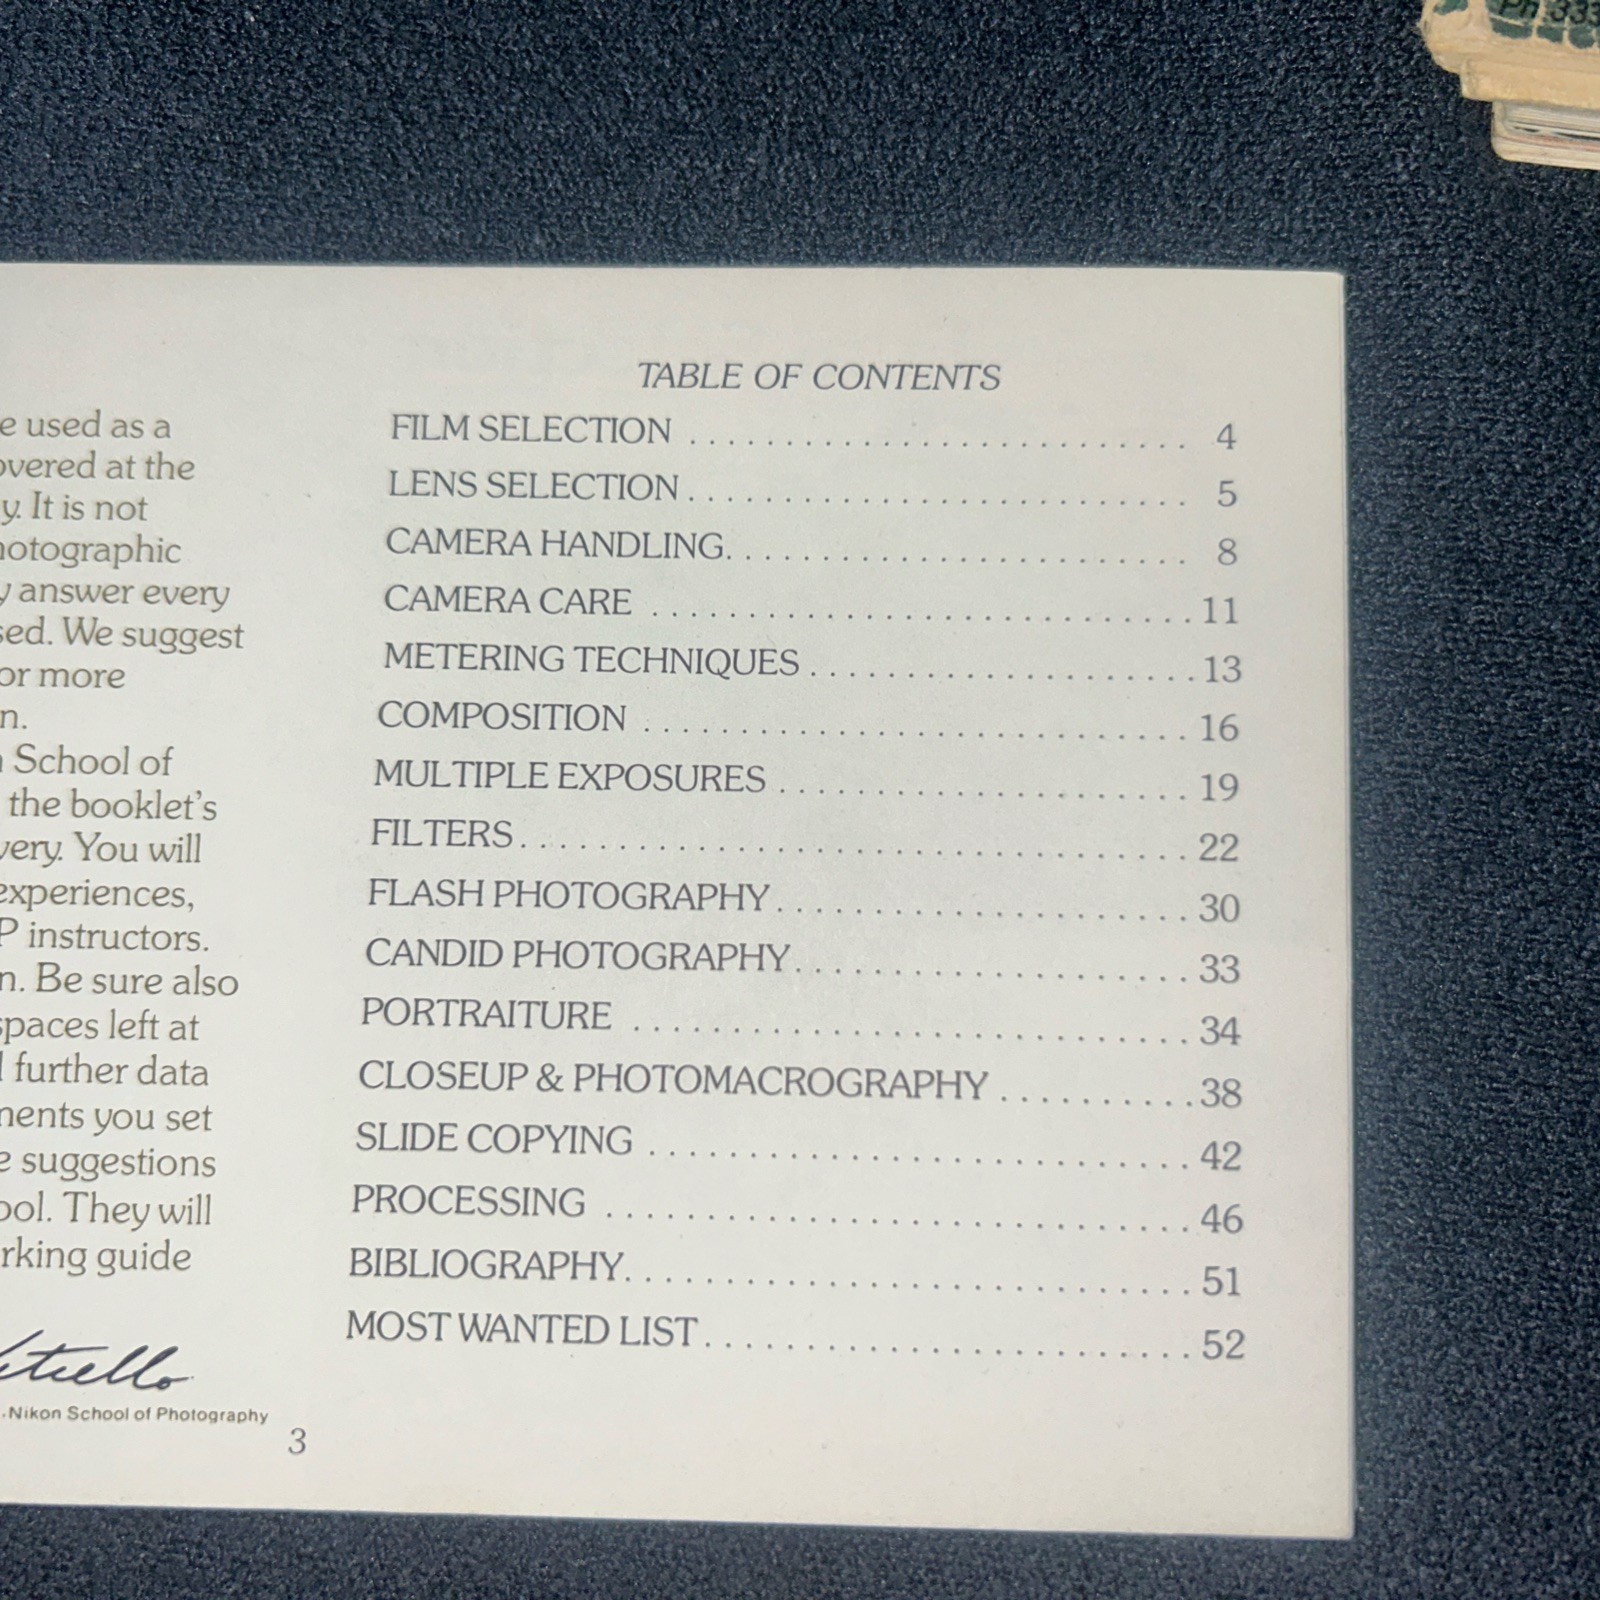 e used as a
overed at the
y. It is not
hotographic
y answer every
sed. We suggest
or more
n.
n School of
the booklet's
very. You will
experiences,
P instructors.
n. Be sure also
spaces left at
d further data
ments you set
e suggestions
ool. They will
rking guide
Nikon School of Photography
3
TABLE OF CONTENTS
FILM SELECTION . . . . . . . . . . . . . . . . . . . . . . . . . . 4
LENS SELECTION. . . . . . . . . . . . . . . . . . . . . . . . . . 5
CAMERA HANDLING. . . . . . . . . . . . . . . . . . . . . . . . 8
CAMERA CARE . . . . . . . . . . . . . . . . . . . . . . . . . . . . 11
METERING TECHNIQUES . . . . . . . . . . . . . . . . . . . . 13
COMPOSITION . . . . . . . . . . . . . . . . . . . . . . . . . . . . 16
MULTIPLE EXPOSURES . . . . . . . . . . . . . . . . . . . . . 19
FILTERS. . . . . . . . . . . . . . . . . . . . . . . . . . . . . . . . . . 22
FLASH PHOTOGRAPHY. . . . . . . . . . . . . . . . . . . . . . 30
CANDID PHOTOGRAPHY. . . . . . . . . . . . . . . . . . . . . 33
PORTRAITURE . . . . . . . . . . . . . . . . . . . . . . . . . . . . . 34
CLOSEUP & PHOTOMACROGRAPHY . . . . . . . . . . 38
SLIDE COPYING . . . . . . . . . . . . . . . . . . . . . . . . . . . . 42
PROCESSING . . . . . . . . . . . . . . . . . . . . . . . . . . . . . . 46
BIBLIOGRAPHY. . . . . . . . . . . . . . . . . . . . . . . . . . . . . 51
MOST WANTED LIST. . . . . . . . . . . . . . . . . . . . . . . . . 52